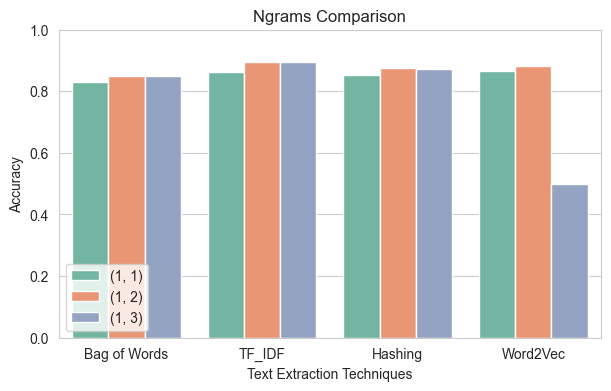 Ngrams Comparison
Accuracy
1.0
0.8
0.6
0.4
0.2
0.0
(1, 1)
(1, 2)
(1, 3)
Bag of Words TF_IDF Hashing Word2Vec
Text Extraction Techniques